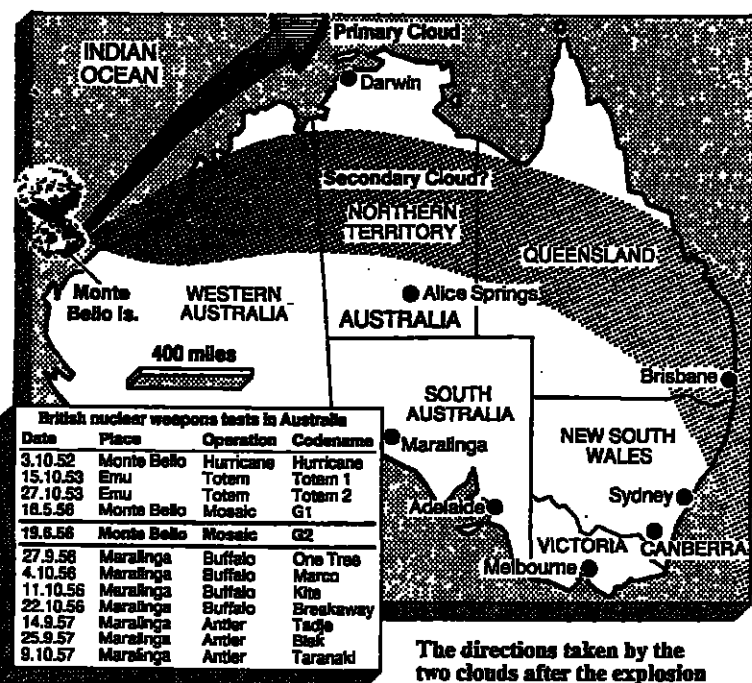 INDIAN
OCEAN
Primary Cloud
Darwin
Secondary Cloud?
NORTHERN
TERRITORY
QUEENSLAND
Monte
Bello Is.
WESTERN
AUSTRALIA
Alice Springs
AUSTRALIA
400 miles
Brisbane
SOUTH
AUSTRALIA
Maralinga
NEW SOUTH
WALES
Adelaide
Sydney
VICTORIA
CANBERRA
Melbourne
British nuclear weapons tests in Australia
Date Place Operation Codename
3.10.52 Monte Bello Hurricane Hurricane
15.10.53 Emu Totem Totem 1
27.10.53 Emu Totem Totem 2
16.5.56 Monte Bello Mosaic G1
19.6.56 Monte Bello Mosaic G2
27.9.56 Maralinga Buffalo One Tree
4.10.56 Maralinga Buffalo Marco
11.10.56 Maralinga Buffalo Kite
22.10.56 Maralinga Buffalo Breakaway
14.9.57 Maralinga Antler Tadje
25.9.57 Maralinga Antler Biak
9.10.57 Maralinga Antler Taranaki
The directions taken by the
two clouds after the explosion